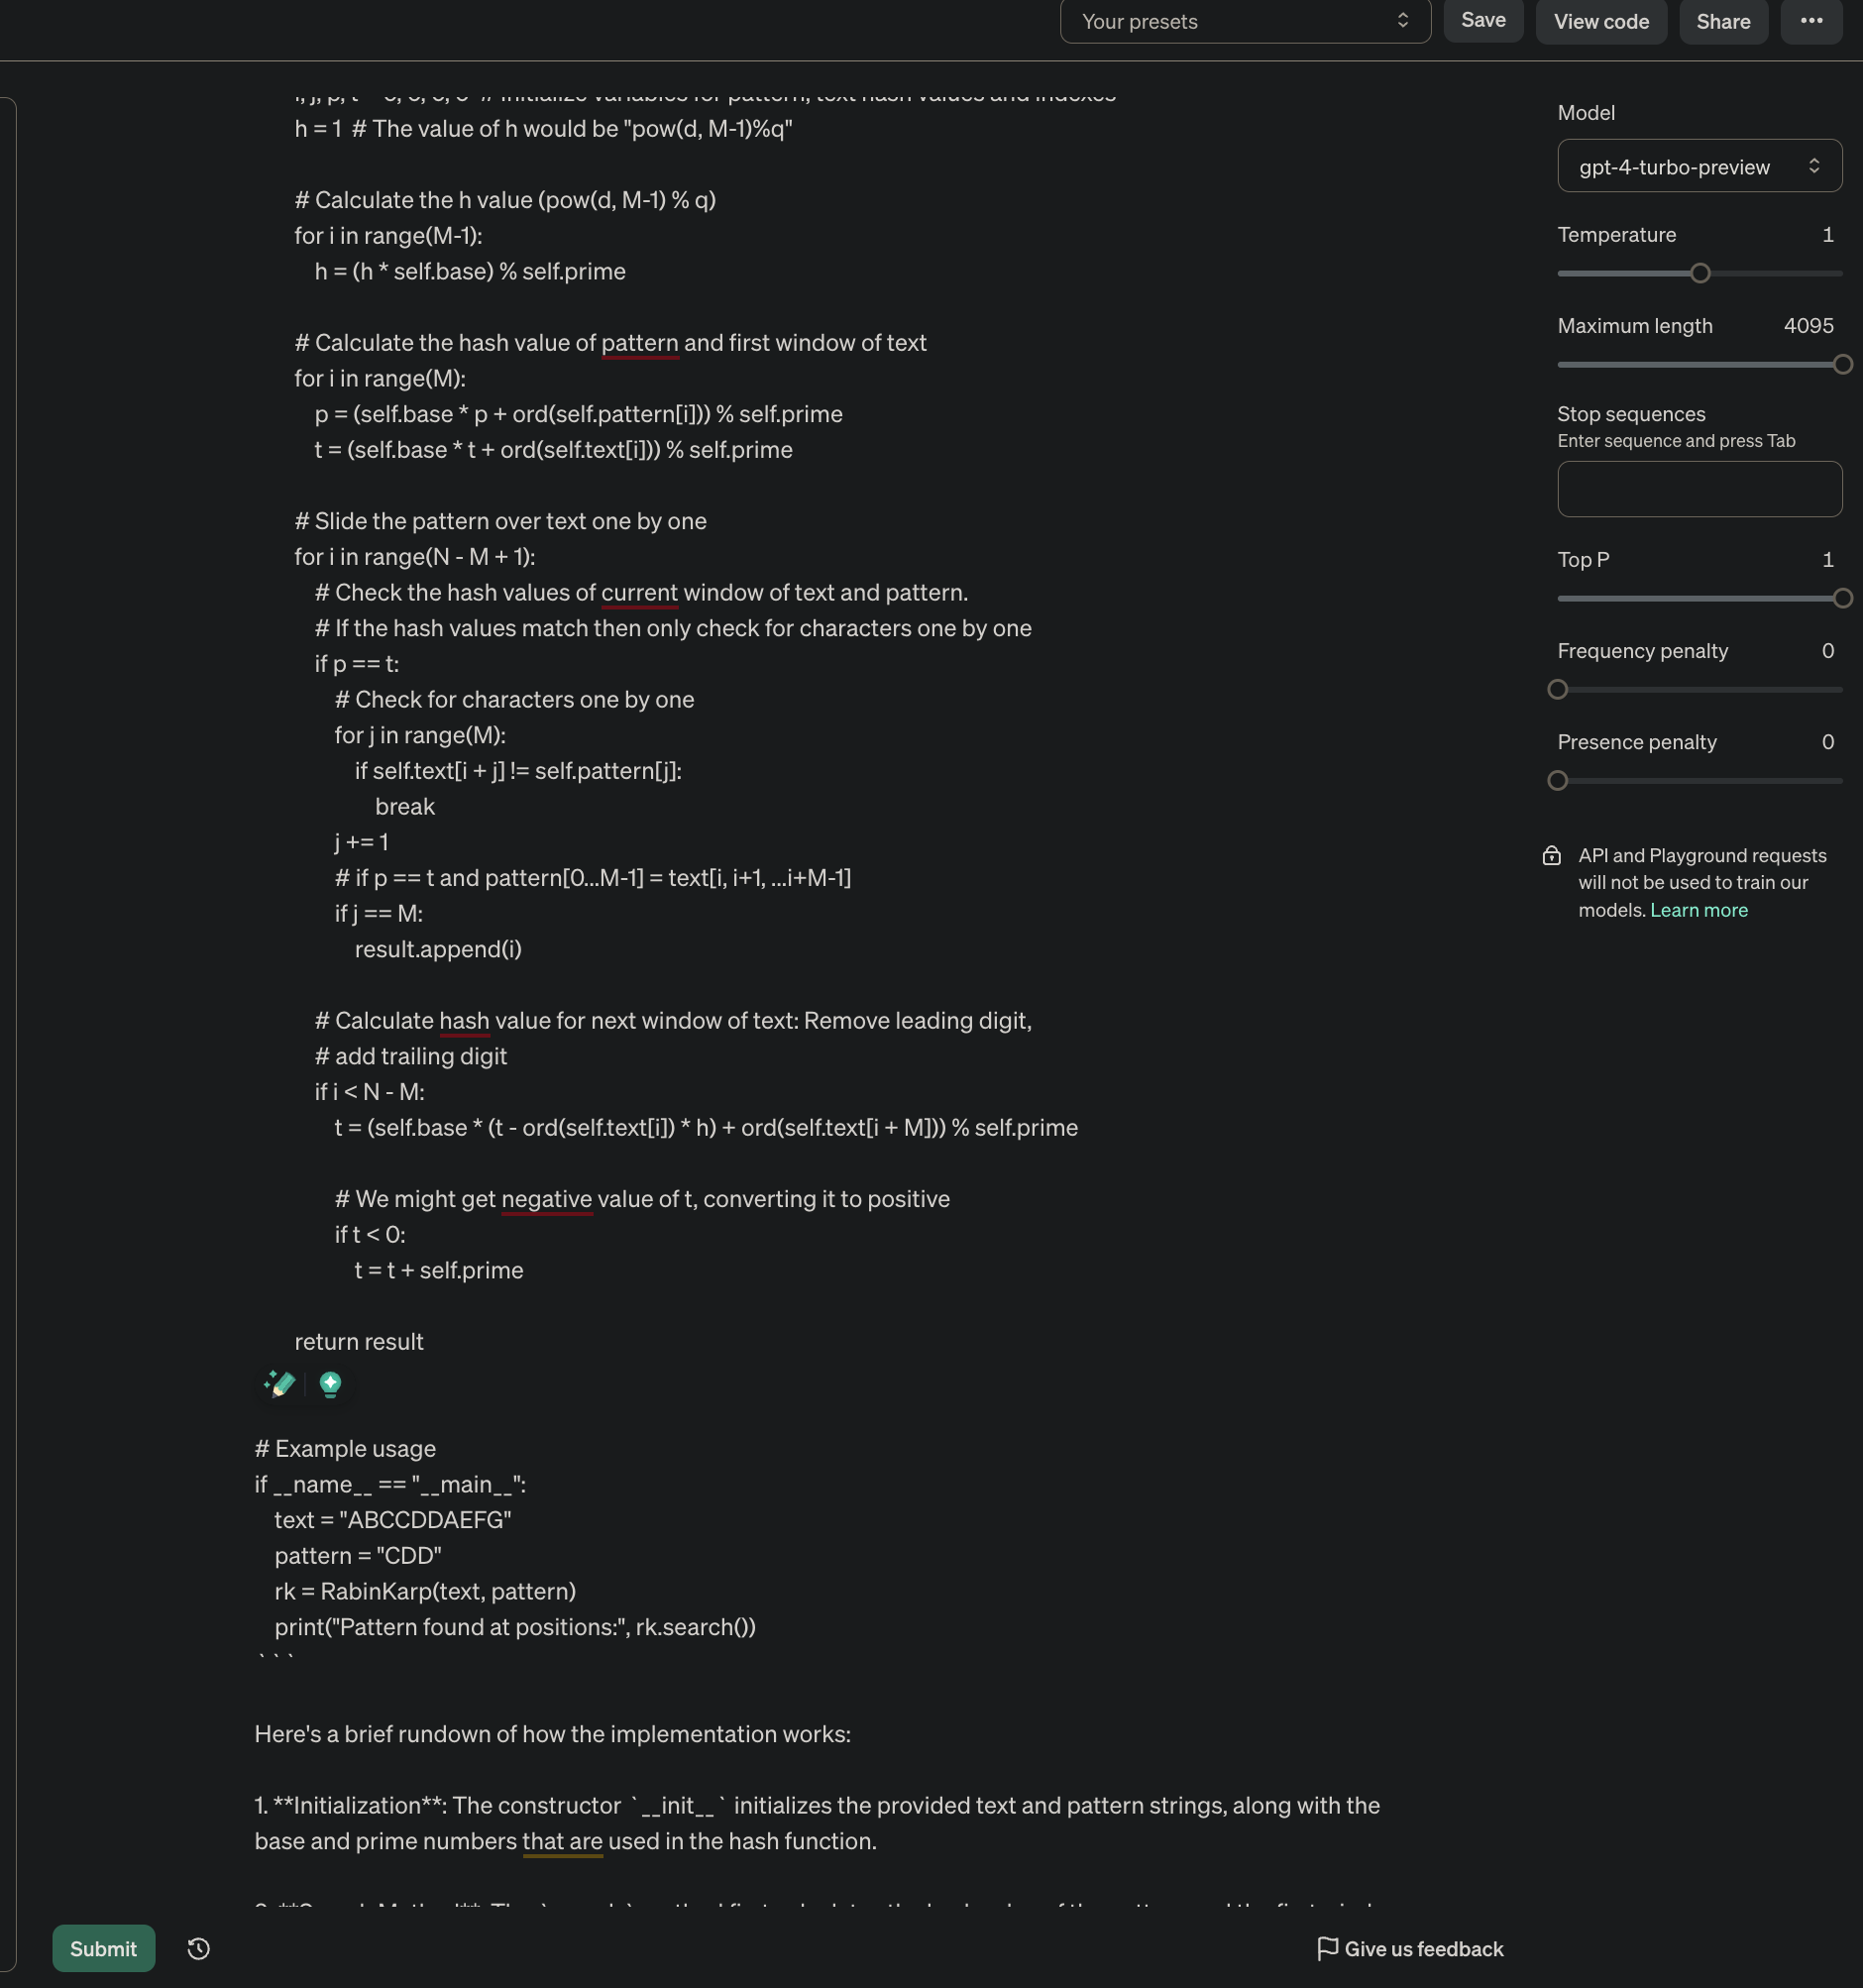 Your presets
Save
View code
Share
h = 1  # The value of h would be "pow(d, M-1)%q"
# Calculate the h value (pow(d, M-1) % q)
for i in range(M-1):
h = (h * self.base) % self.prime
# Calculate the hash value of pattern and first window of text
for i in range(M):
p = (self.base * p + ord(self.pattern[i])) % self.prime
t = (self.base * t + ord(self.text[i])) % self.prime
# Slide the pattern over text one by one
for i in range(N - M + 1):
# Check the hash values of current window of text and pattern.
# If the hash values match then only check for characters one by one
if p == t:
# Check for characters one by one
for j in range(M):
if self.text[i + j] != self.pattern[j]:
break
j += 1
# if p == t and pattern[0...M-1] = text[i, i+1, ...i+M-1]
if j == M:
result.append(i)
# Calculate hash value for next window of text: Remove leading digit,
# add trailing digit
if i < N - M:
t = (self.base * (t - ord(self.text[i]) * h) + ord(self.text[i + M])) % self.prime
# We might get negative value of t, converting it to positive
if t < 0:
t = t + self.prime
return result
# Example usage
if __name__ == "__main__":
text = "ABCCDDAEFG"
pattern = "CDD"
rk = RabinKarp(text, pattern)
print("Pattern found at positions:", rk.search())
```
Here's a brief rundown of how the implementation works:
1. **Initialization**: The constructor `__init__` initializes the provided text and pattern strings, along with the
base and prime numbers that are used in the hash function.
Submit
Give us feedback
Model
gpt-4-turbo-preview
Temperature 1
Maximum length 4095
Stop sequences
Enter sequence and press Tab
Top P 1
Frequency penalty 0
Presence penalty 0
API and Playground requests
will not be used to train our
models. Learn more